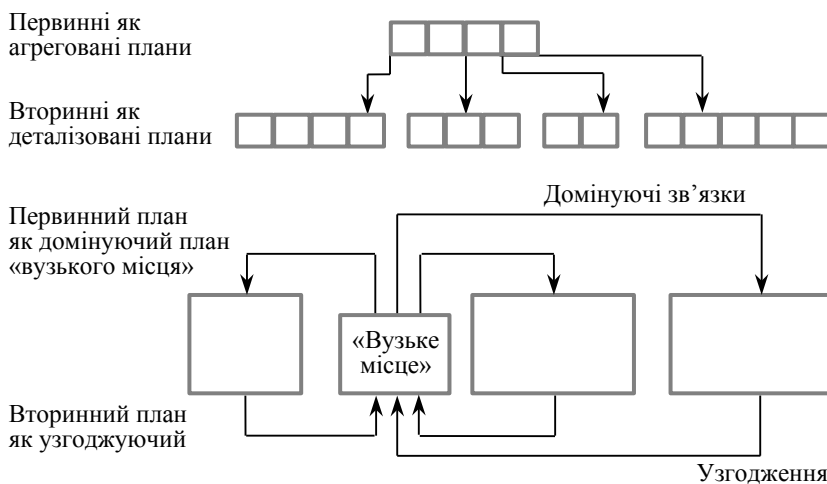 Первинні як
агреговані плани
Вторинні як
деталізовані плани
Домінуючі зв’язки
Первинний план
як домінуючий план
«вузького місця»
«Вузьке
місце»
Вторинний план
як узгоджуючий
Узгодження